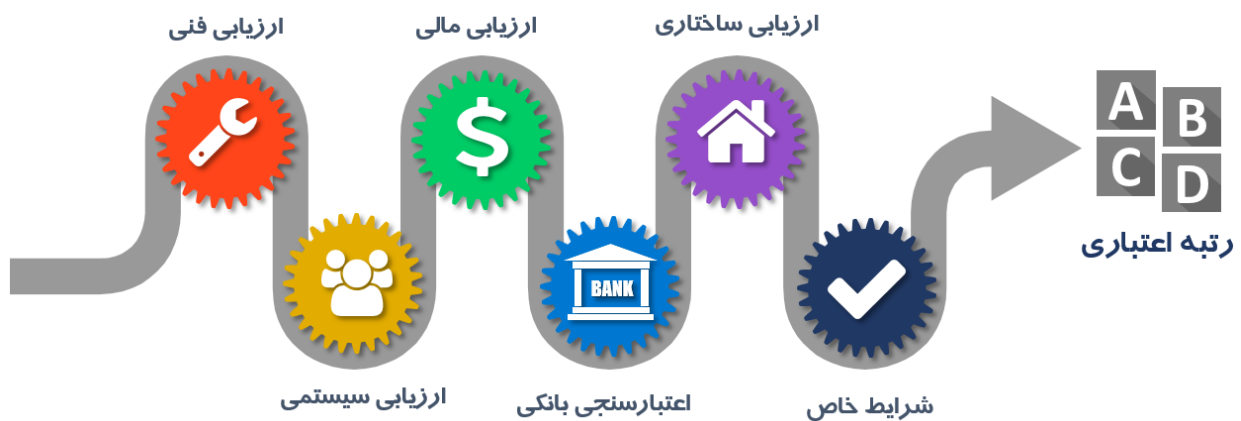 ارزیابی فنی
ارزیابی مالی
ارزیابی ساختاری
$
BANK
A
B
C
D
رتبه اعتباری
ارزیابی سیستمی
اعتبارسنجی بانکی
شرایط خاص